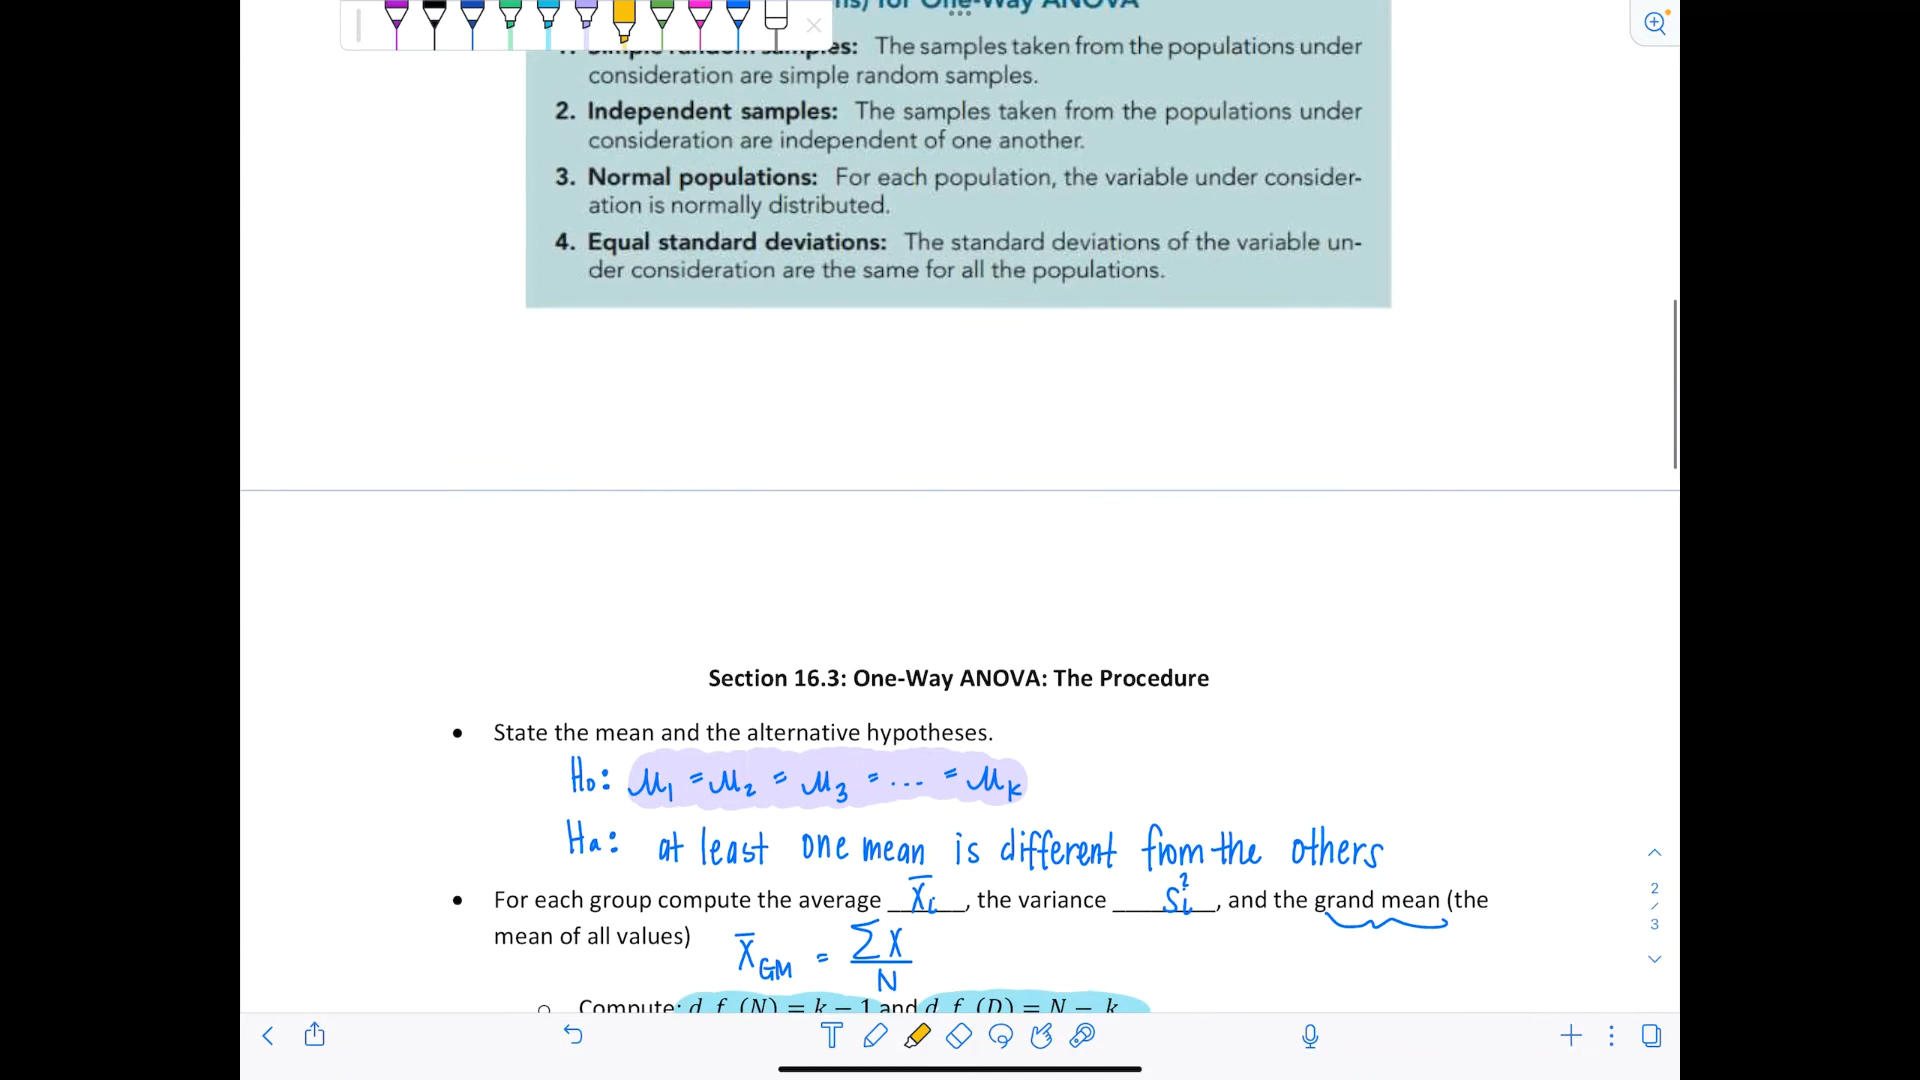 for One-Way ANOVA
The samples taken from the populations under
consideration are simple random samples.
2. Independent samples: The samples taken from the populations under
consideration are independent of one another.
3. Normal populations: For each population, the variable under consider-
ation is normally distributed.
4. Equal standard deviations: The standard deviations of the variable un-
der consideration are the same for all the populations.
Section 16.3: One-Way ANOVA: The Procedure
• State the mean and the alternative hypotheses.
H₀: μ₁ = μ₂ = μ₃ = ... = μₖ
Ha: at least one mean is different from the others
• For each group compute the average x̄ᵢ, the variance sᵢ², and the grand mean (the
mean of all values)
x̄GM = ΣX / N
○ Compute: d. f. (N) = k − 1 and d. f. (D) = N − k
2
/
3